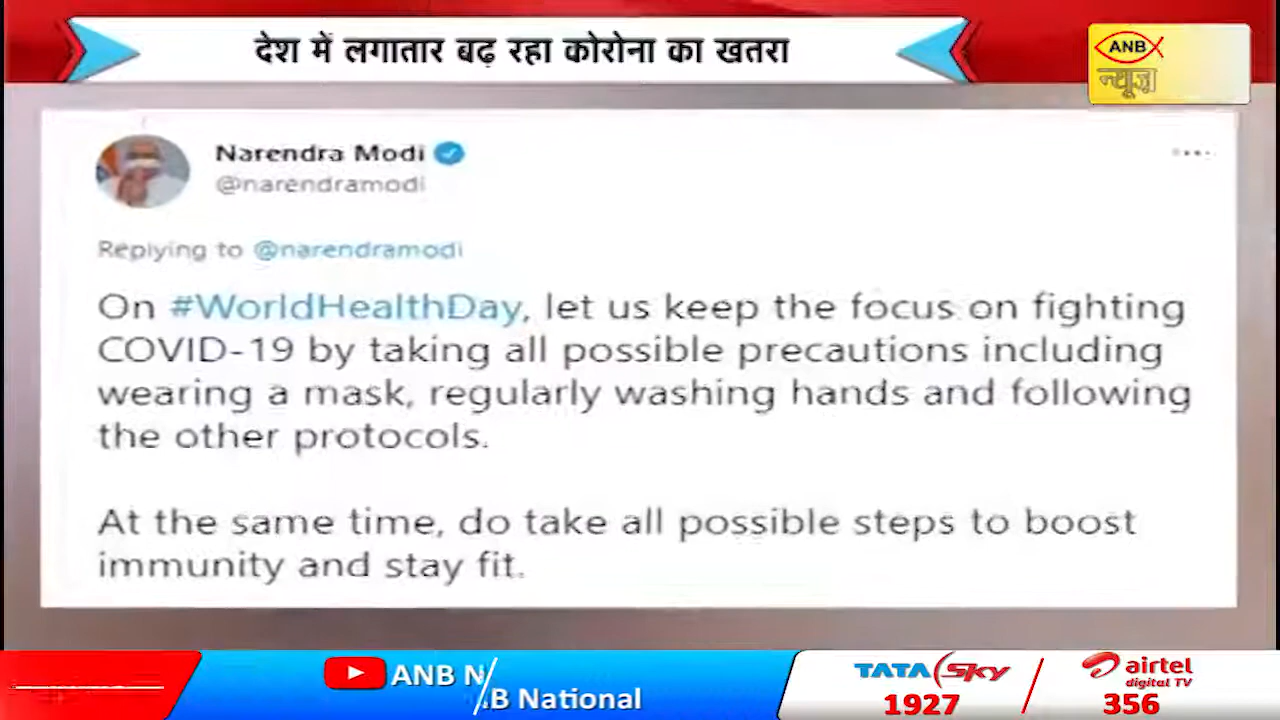 देश में लगातार बढ़ रहा कोरोना का खतरा
ANB
न्यूज़
Narendra Modi
@narendramodi
Replying to @narendramodi
On #WorldHealthDay, let us keep the focus on fighting
COVID-19 by taking all possible precautions including
wearing a mask, regularly washing hands and following
the other protocols.
At the same time, do take all possible steps to boost
immunity and stay fit.
ANB N
B National
TATA Sky
1927
airtel
digital TV
356